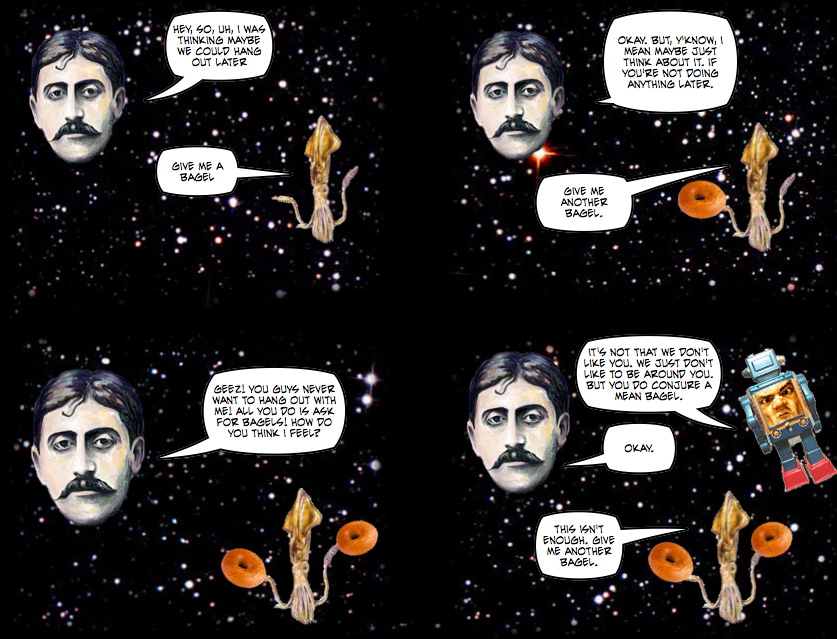 HEY, SO, UH, I WAS
THINKING MAYBE
WE COULD HANG
OUT LATER
GIVE ME A
BAGEL
OKAY. BUT, Y'KNOW, I
MEAN MAYBE JUST
THINK ABOUT IT. IF
YOU'RE NOT DOING
ANYTHING LATER.
GIVE ME
ANOTHER
BAGEL.
GEEZ! YOU GUYS NEVER
WANT TO HANG OUT WITH
ME! ALL YOU DO IS ASK
FOR BAGELS! HOW DO
YOU THINK I FEEL?
IT'S NOT THAT WE DON'T
LIKE YOU. WE JUST DON'T
LIKE TO BE AROUND YOU.
BUT YOU DO CONJURE A
MEAN BAGEL.
OKAY.
THIS ISN'T
ENOUGH. GIVE
ME ANOTHER
BAGEL.